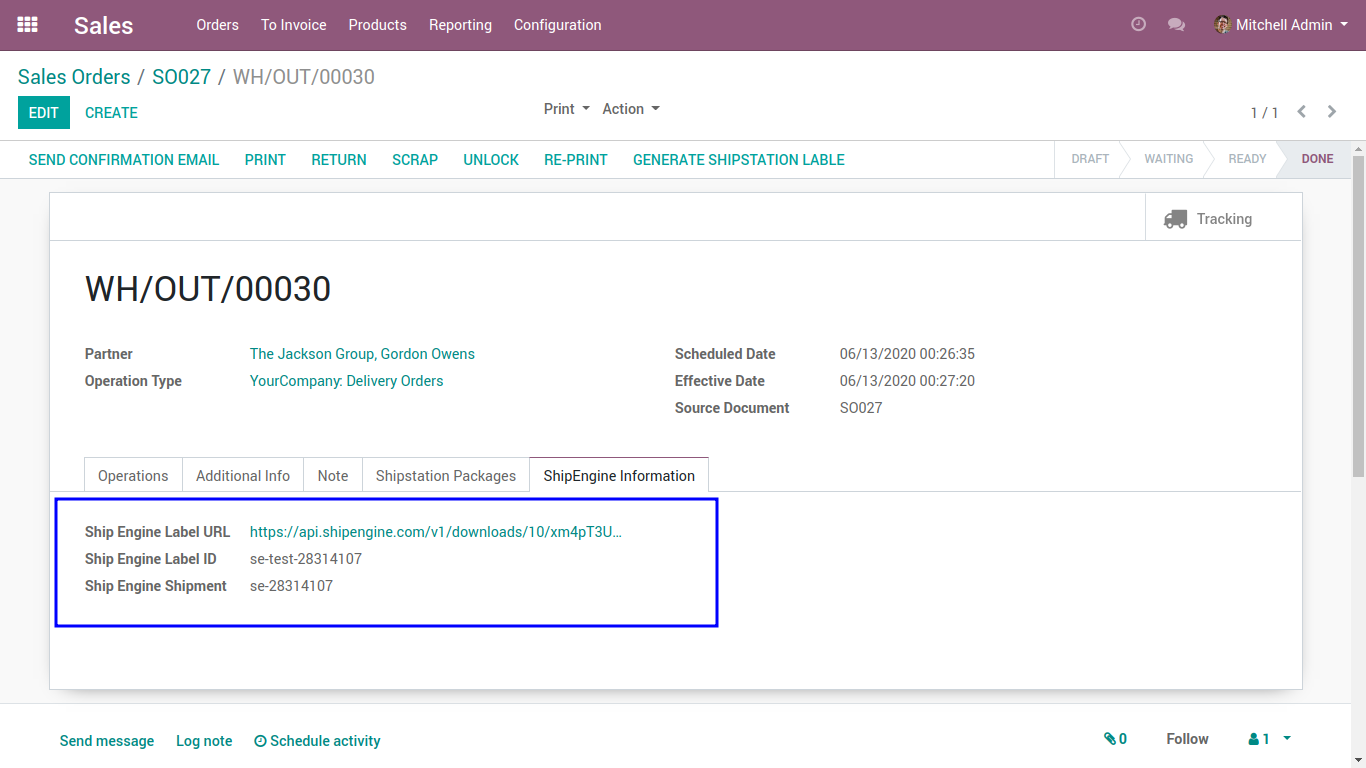 Sales Orders To Invoice Products Reporting Configuration Mitchell Admin
Sales Orders / SO027 / WH/OUT/00030
EDIT CREATE Print Action 1 / 1
SEND CONFIRMATION EMAIL PRINT RETURN SCRAP UNLOCK RE-PRINT GENERATE SHIPSTATION LABLE DRAFT WAITING READY DONE
Tracking
WH/OUT/00030
Partner The Jackson Group, Gordon Owens Scheduled Date 06/13/2020 00:26:35
Operation Type YourCompany: Delivery Orders Effective Date 06/13/2020 00:27:20
Source Document SO027
Operations Additional Info Note Shipstation Packages ShipEngine Information
Ship Engine Label URL https://api.shipengine.com/v1/downloads/10/xm4pT3U...
Ship Engine Label ID se-test-28314107
Ship Engine Shipment se-28314107
Send message Log note Schedule activity 0 Follow 1